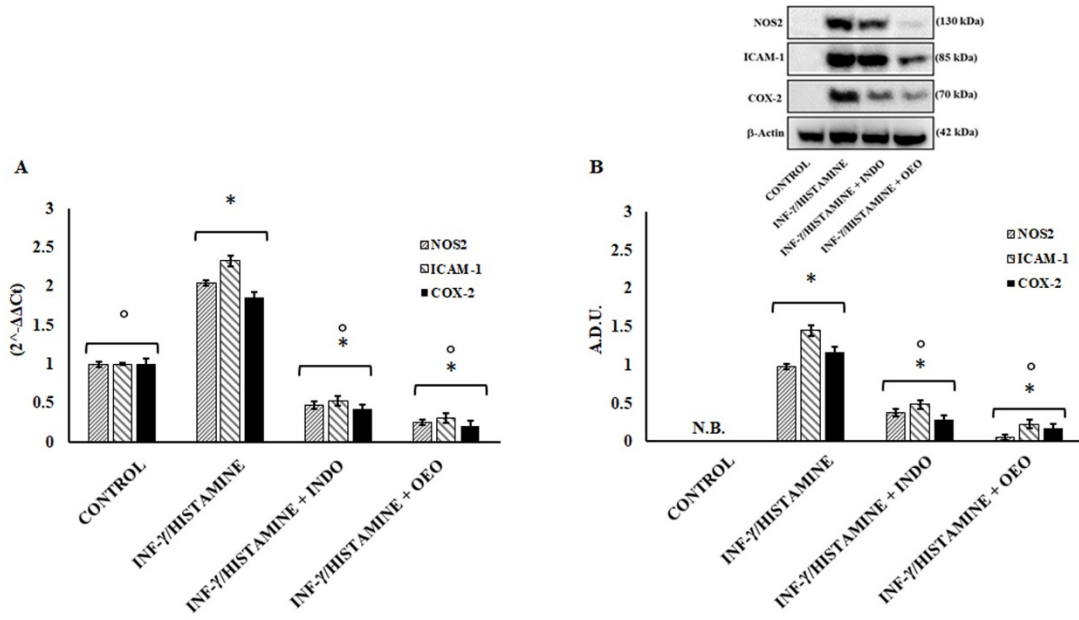 A
(2^-ΔΔCt)
3
2.5
2
1.5
1
0.5
0
°
*
°
*
°
*
NOS2
ICAM-1
COX-2
CONTROL
INF-γ/HISTAMINE
INF-γ/HISTAMINE + INDO
INF-γ/HISTAMINE + OEO
NOS2 (130 kDa)
ICAM-1 (85 kDa)
COX-2 (70 kDa)
β-Actin (42 kDa)
CONTROL
INF-γ/HISTAMINE
INF-γ/HISTAMINE + INDO
INF-γ/HISTAMINE + OEO
B
A.D.U.
3
2.5
2
1.5
1
0.5
0
N.B.
*
°
*
°
*
NOS2
ICAM-1
COX-2
CONTROL
INF-γ/HISTAMINE
INF-γ/HISTAMINE + INDO
INF-γ/HISTAMINE + OEO